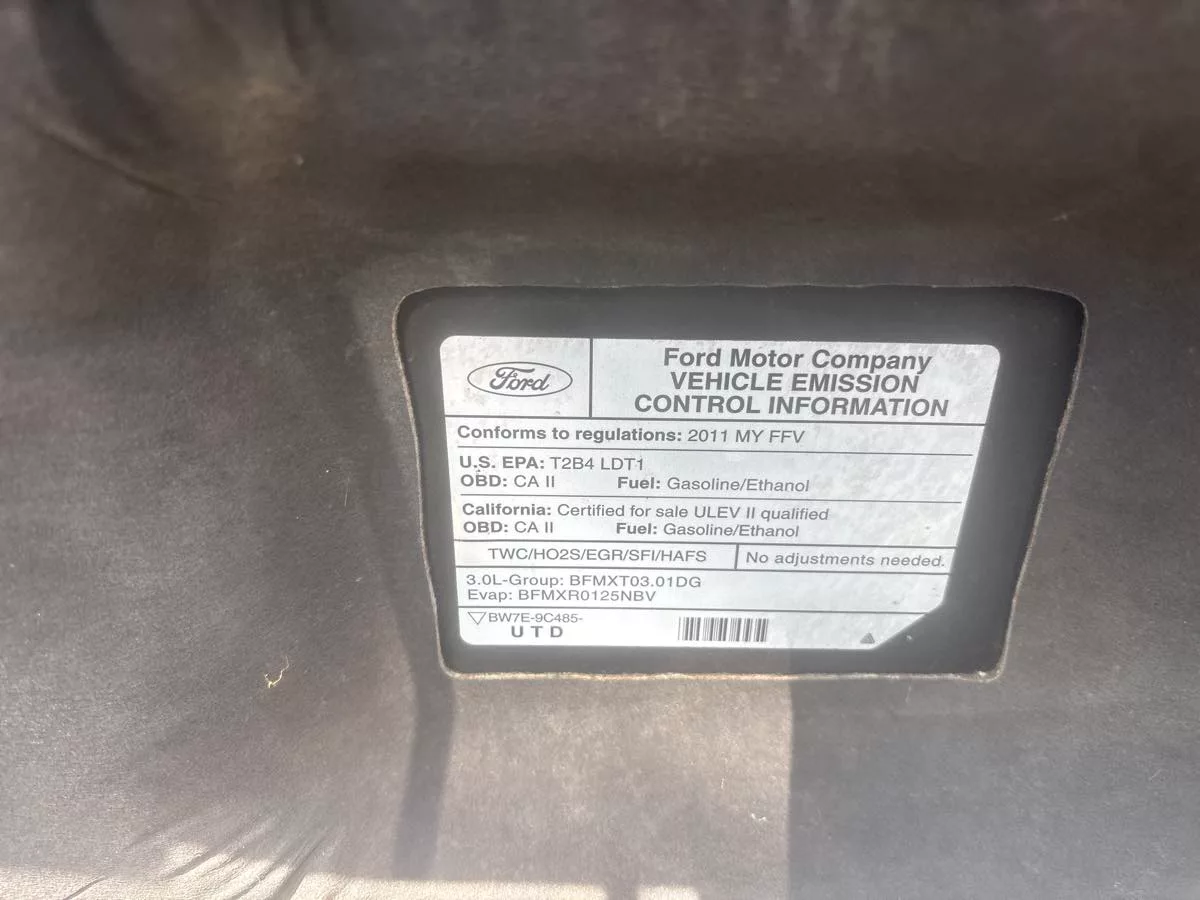 Ford
Ford Motor Company
VEHICLE EMISSION
CONTROL INFORMATION
Conforms to regulations: 2011 MY FFV
U.S. EPA: T2B4 LDT1
OBD: CA II Fuel: Gasoline/Ethanol
California: Certified for sale ULEV II qualified
OBD: CA II Fuel: Gasoline/Ethanol
TWC/HO2S/EGR/SFI/HAFS No adjustments needed.
3.0L-Group: BFMXT03.01DG
Evap: BFMXR0125NBV
BW7E-9C485-
U T D